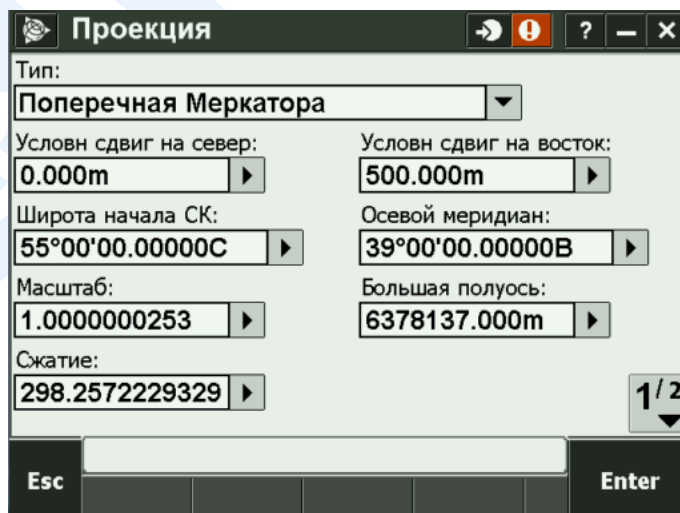 Проекция ?
Тип:
Поперечная Меркатора
Условн сдвиг на север: Условн сдвиг на восток:
0.000m 500.000m
Широта начала СК: Осевой меридиан:
55°00'00.00000С 39°00'00.00000В
Масштаб: Большая полуось:
1.0000000253 6378137.000m
Сжатие:
298.2572229329
1/2
Esc Enter